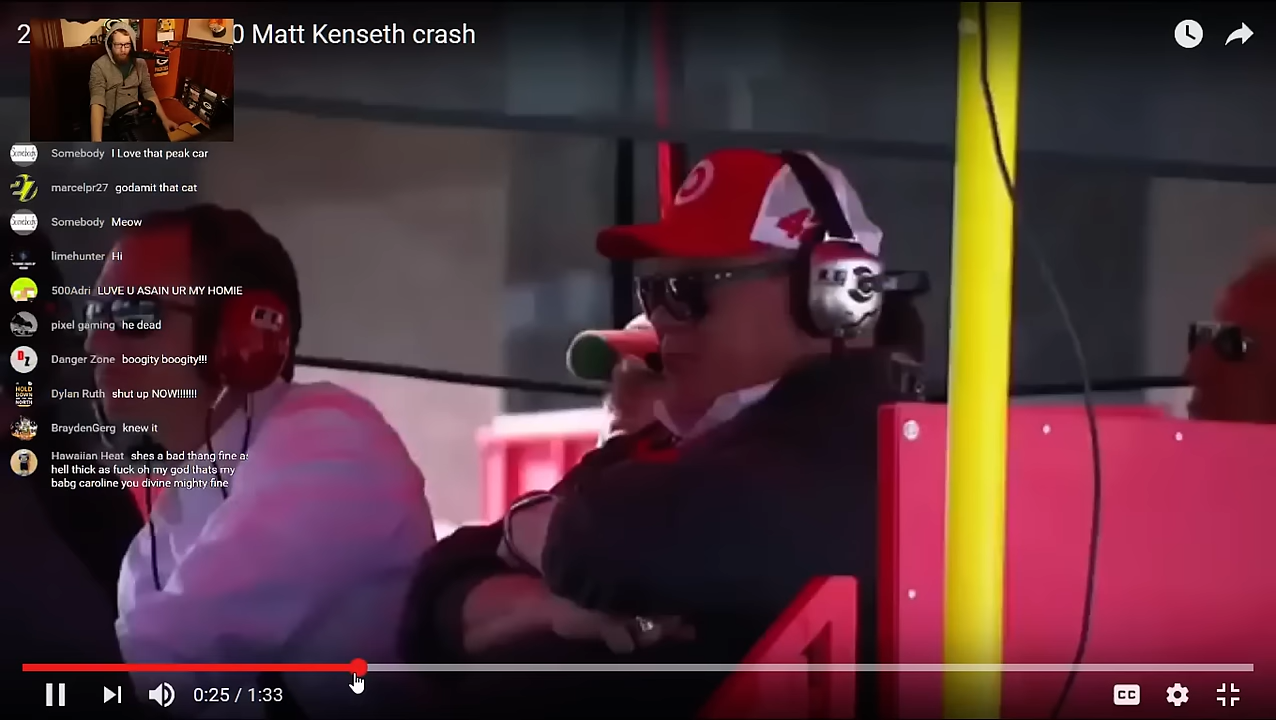 2
0 Matt Kenseth crash
Somebody I Love that peak car
marcelpr27 godamit that cat
Somebody Meow
limehunter Hi
500Adri LUVE U ASAIN UR MY HOMIE
pixel gaming he dead
Danger Zone boogity boogity!!!
Dylan Ruth shut up NOW!!!!!!!
BraydenGerg knew it
Hawaiian Heat shes a bad thang fine as
hell thick as fuck oh my god thats my
babg caroline you divine mighty fine
0:25 / 1:33
CC